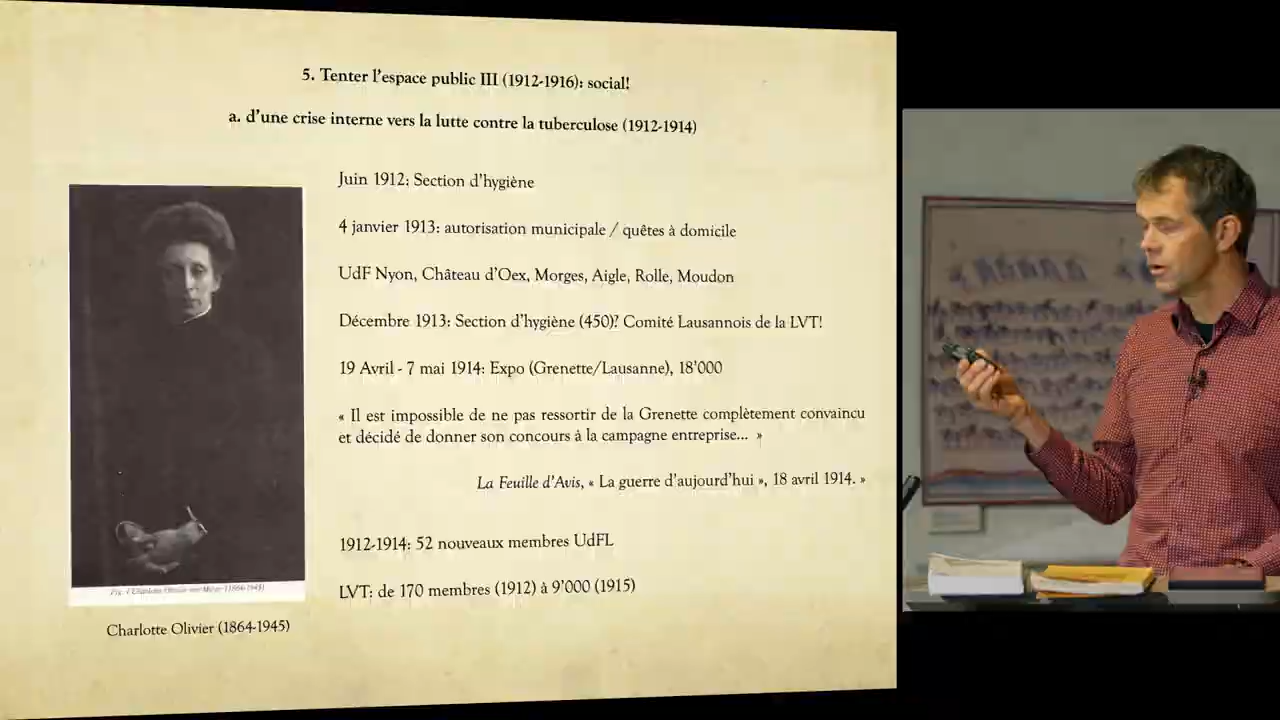 5. Tenter l'espace public III (1912-1916): social!
a. d'une crise interne vers la lutte contre la tuberculose (1912-1914)
Juin 1912: Section d'hygiène
4 janvier 1913: autorisation municipale / quêtes à domicile
UdF Nyon, Château d'Oex, Morges, Aigle, Rolle, Moudon
Décembre 1913: Section d'hygiène (450)? Comité Lausannois de la LVT!
19 Avril - 7 mai 1914: Expo (Grenette/Lausanne), 18'000
« Il est impossible de ne pas ressortir de la Grenette complètement convaincu
et décidé de donner son concours à la campagne entreprise... »
La Feuille d'Avis, « La guerre d'aujourd'hui », 18 avril 1914. »
1912-1914: 52 nouveaux membres UdFL
LVT: de 170 membres (1912) à 9'000 (1915)
Charlotte Olivier (1864-1945)